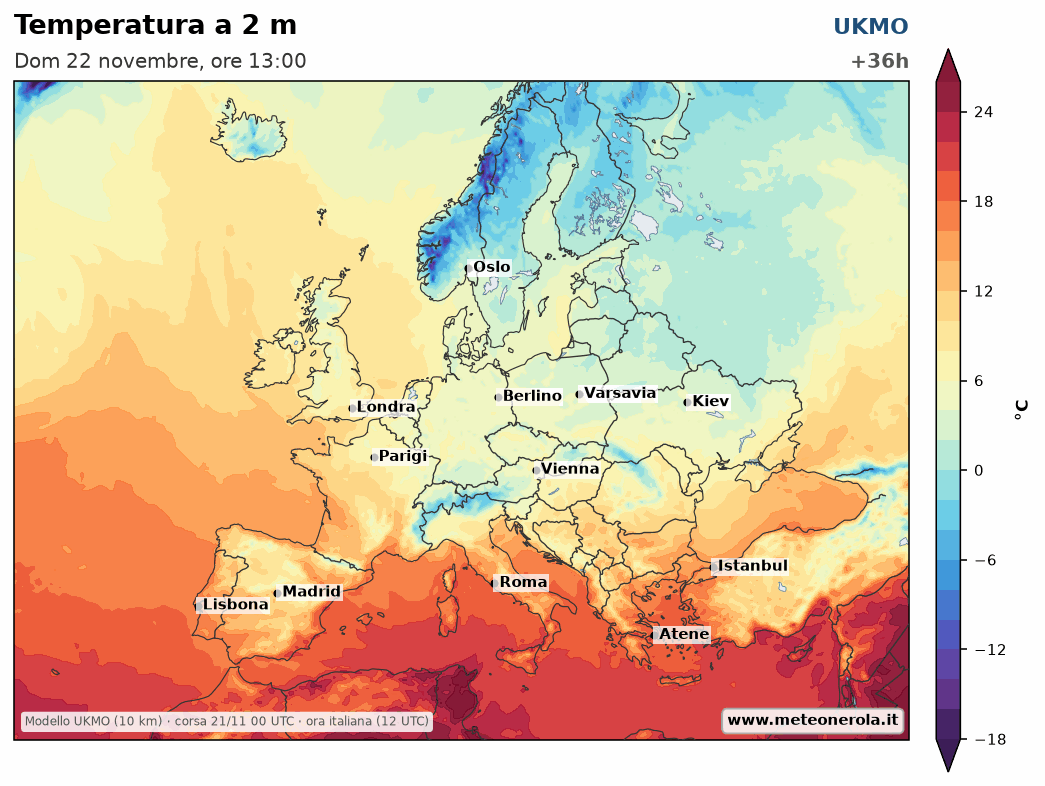 Temperatura a 2 m
UKMO
Dom 22 novembre, ore 13:00
+36h
24
18
12
6
0
−6
−12
−18
°C
Oslo
Berlino
Varsavia
Kiev
Londra
Parigi
Vienna
Istanbul
Roma
Madrid
Lisbona
Atene
Modello UKMO (10 km) · corsa 21/11 00 UTC · ora italiana (12 UTC)
www.meteonerola.it